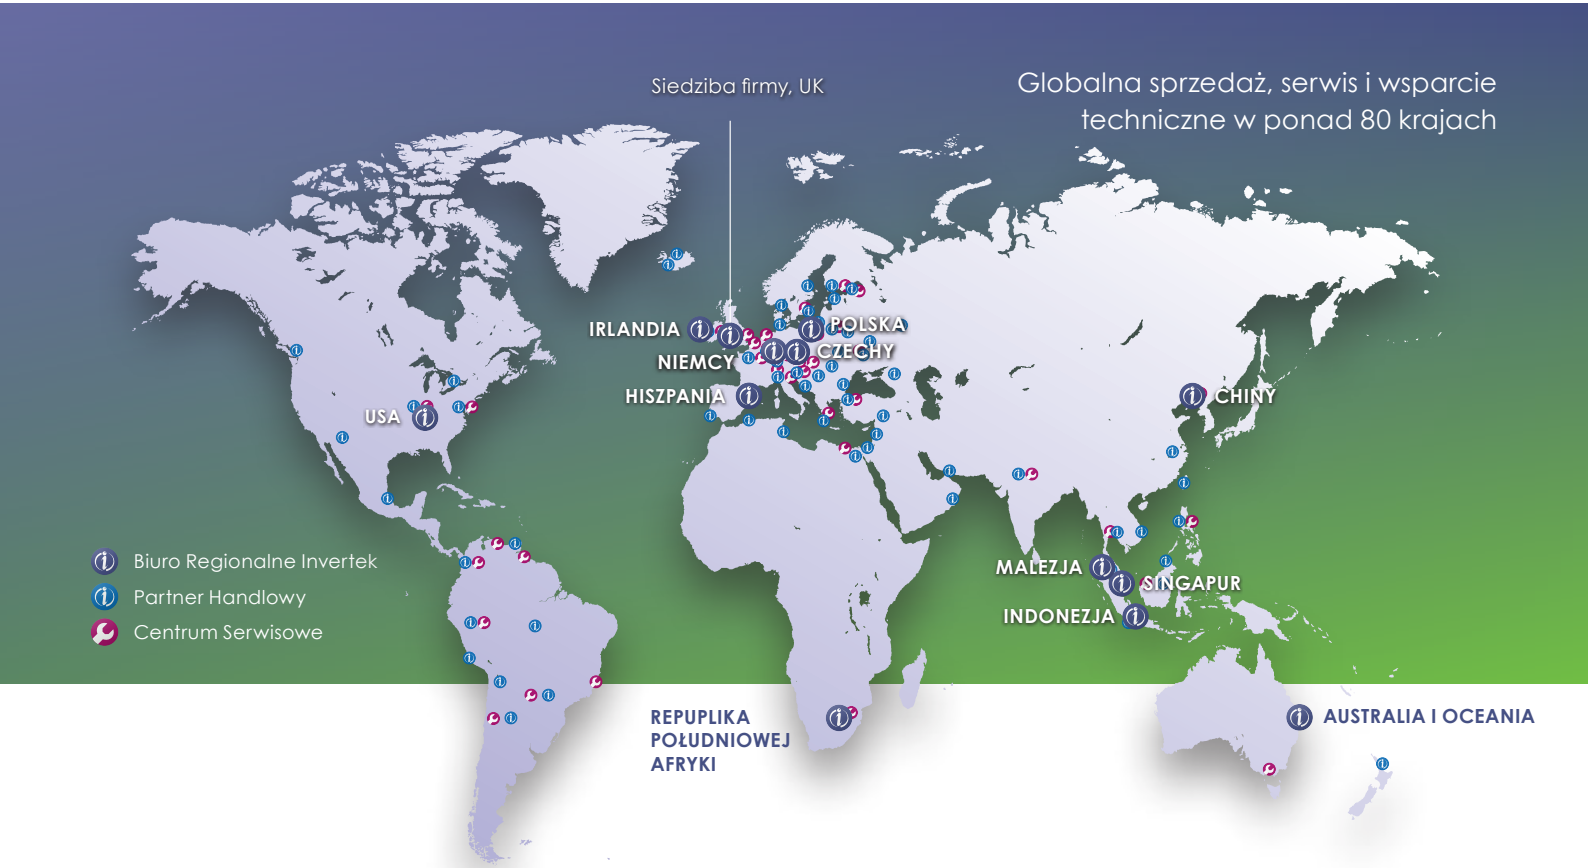 Siedziba firmy, UK
Globalna sprzedaż, serwis i wsparcie
techniczne w ponad 80 krajach
IRLANDIA
POLSKA
NIEMCY
CZECHY
HISZPANIA
USA
CHINY
Biuro Regionalne Invertek
Partner Handlowy
Centrum Serwisowe
MALEZJA
SINGAPUR
INDONEZJA
REPUPLIKA
POŁUDNIOWEJ
AFRYKI
AUSTRALIA I OCEANIA